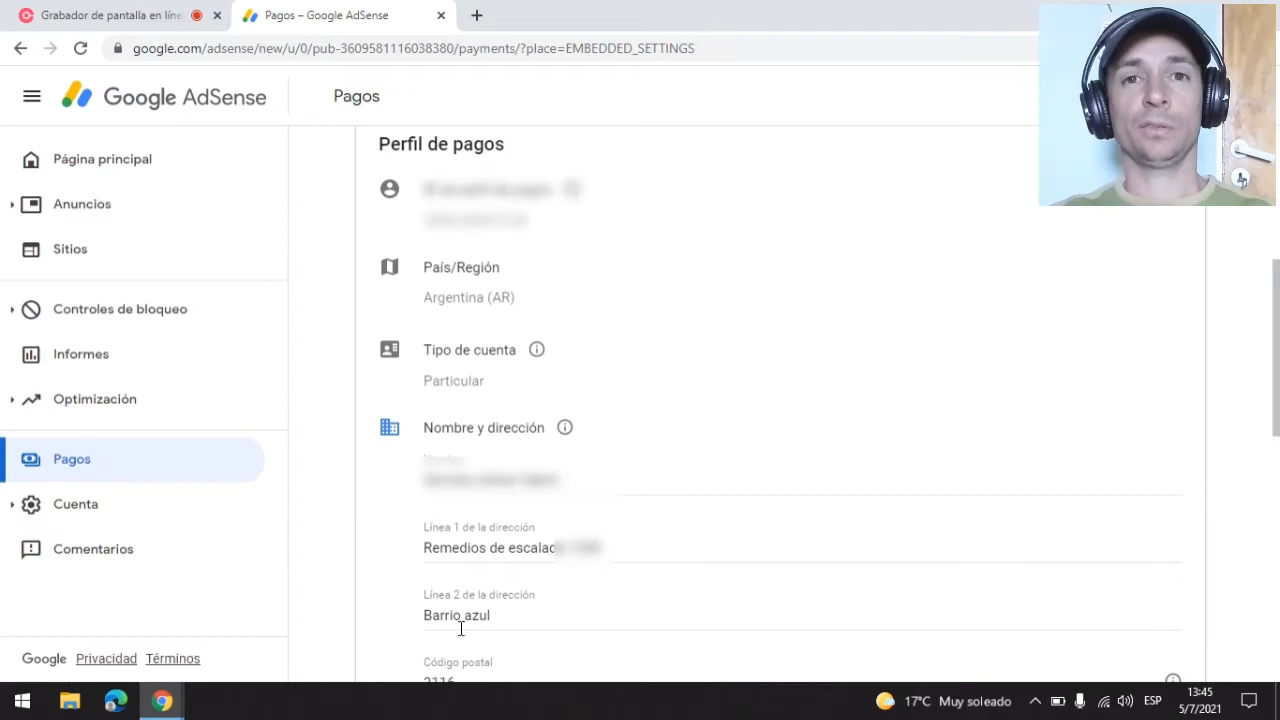 Grabador de pantalla en líne
Pagos – Google AdSense
google.com/adsense/new/u/0/pub-3609581116038380/payments/?place=EMBEDDED_SETTINGS
Google AdSense
Pagos
Página principal
Anuncios
Sitios
Controles de bloqueo
Informes
Optimización
Pagos
Cuenta
Comentarios
Google Privacidad Términos
Perfil de pagos
País/Región
Argentina (AR)
Tipo de cuenta
Particular
Nombre y dirección
Línea 1 de la dirección
Remedios de escalad
Línea 2 de la dirección
Barrio azul
Código postal
17°C Muy soleado
ESP
13:45
5/7/2021